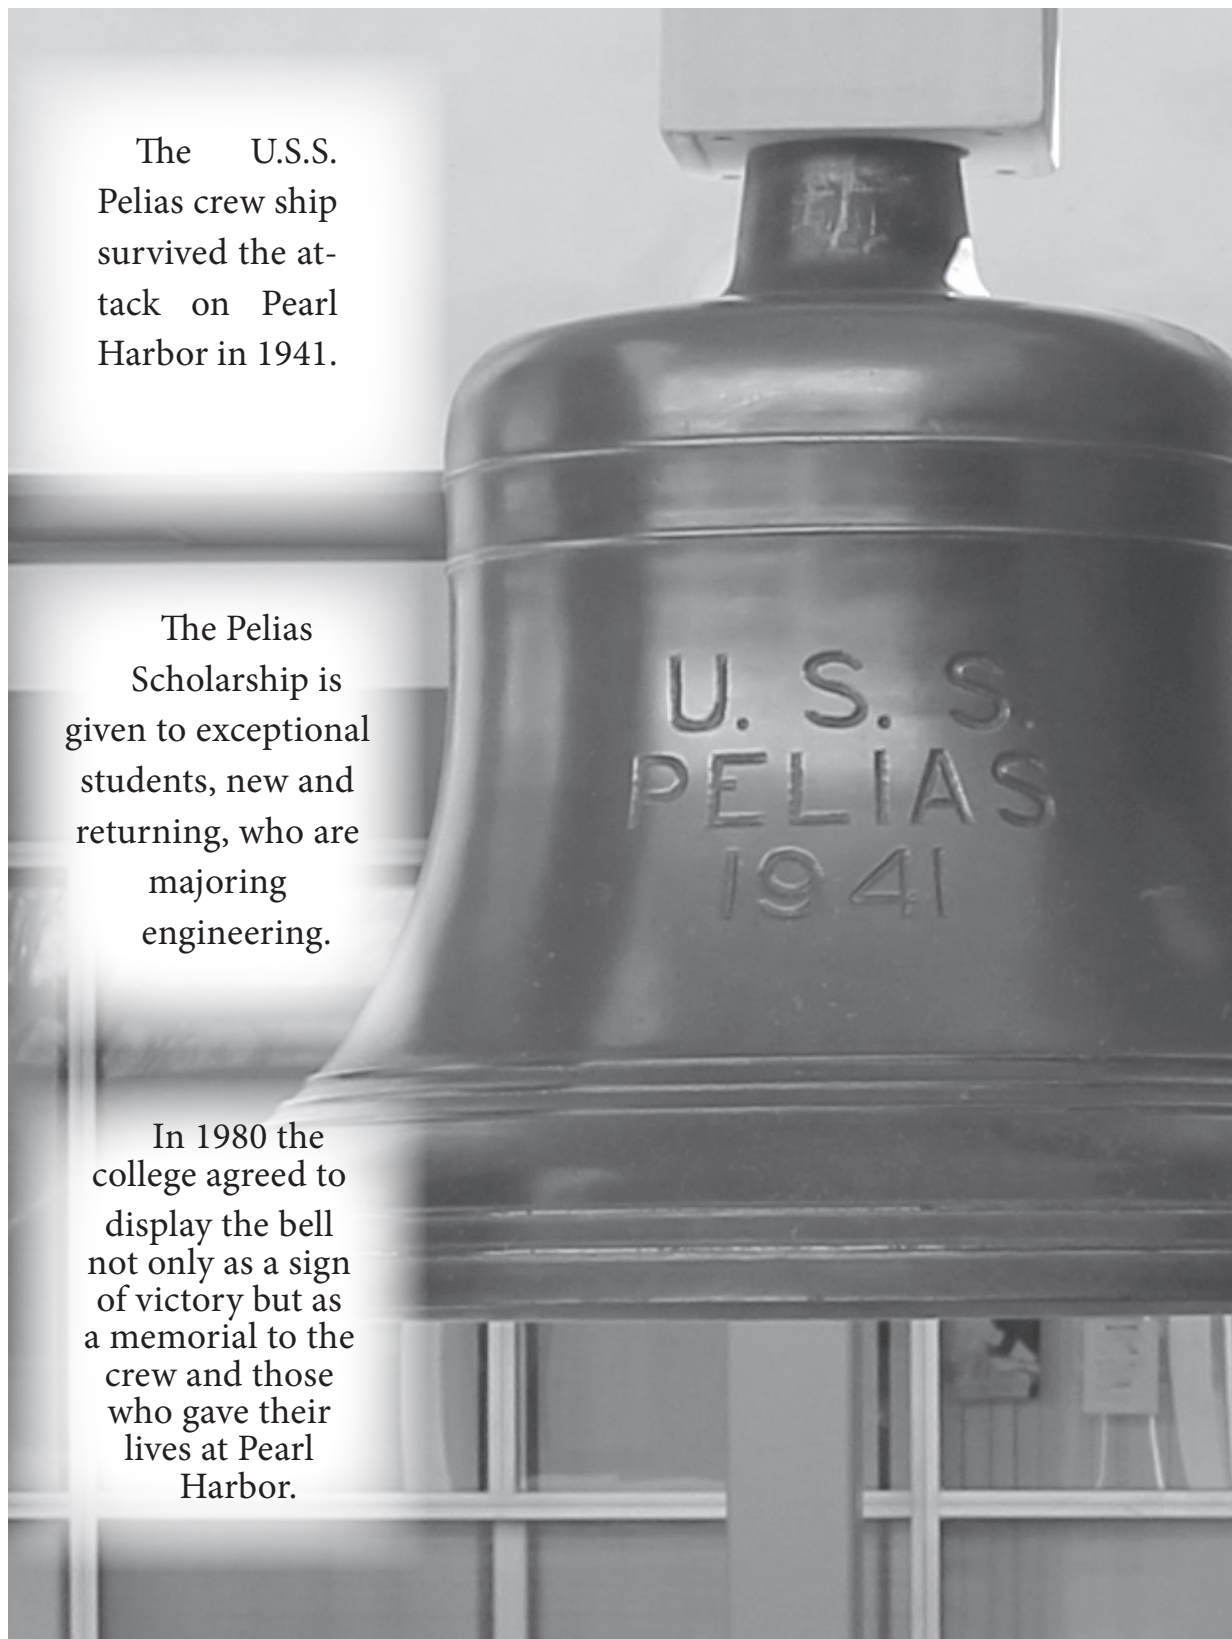 The U.S.S.
Pelias crew ship
survived the at-
tack on Pearl
Harbor in 1941.
The Pelias
Scholarship is
given to exceptional
students, new and
returning, who are
majoring
engineering.
In 1980 the
college agreed to
display the bell
not only as a sign
of victory but as
a memorial to the
crew and those
who gave their
lives at Pearl
Harbor.
U. S. S.
PELIAS
1941